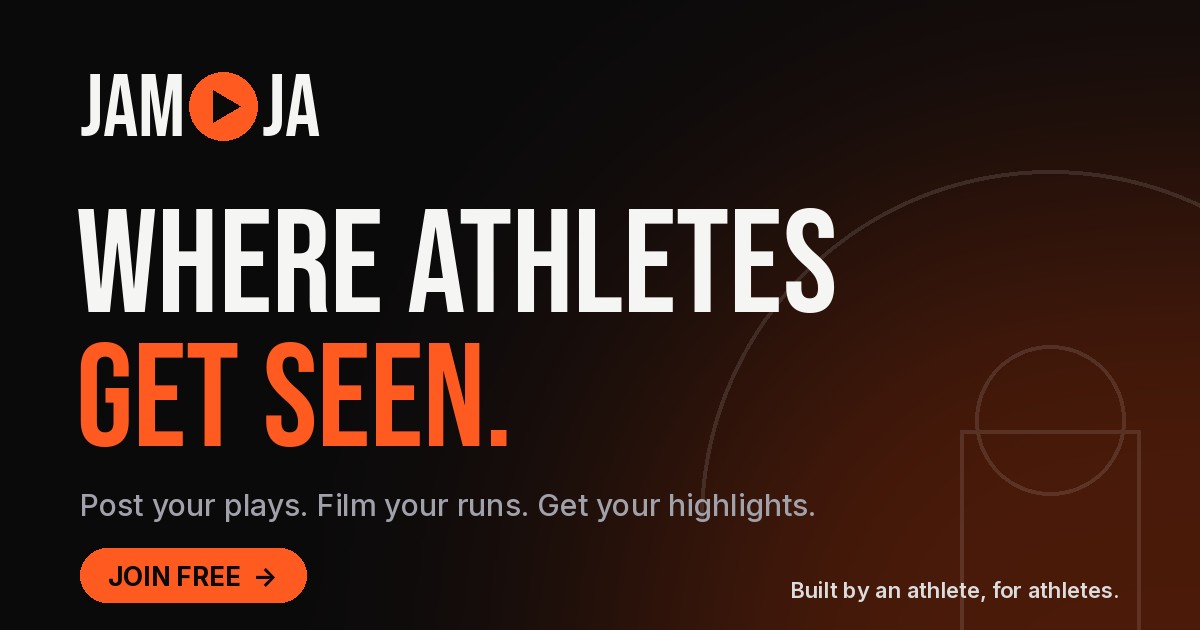 JAMOJA
WHERE ATHLETES
GET SEEN.
Post your plays. Film your runs. Get your highlights.
JOIN FREE →
Built by an athlete, for athletes.